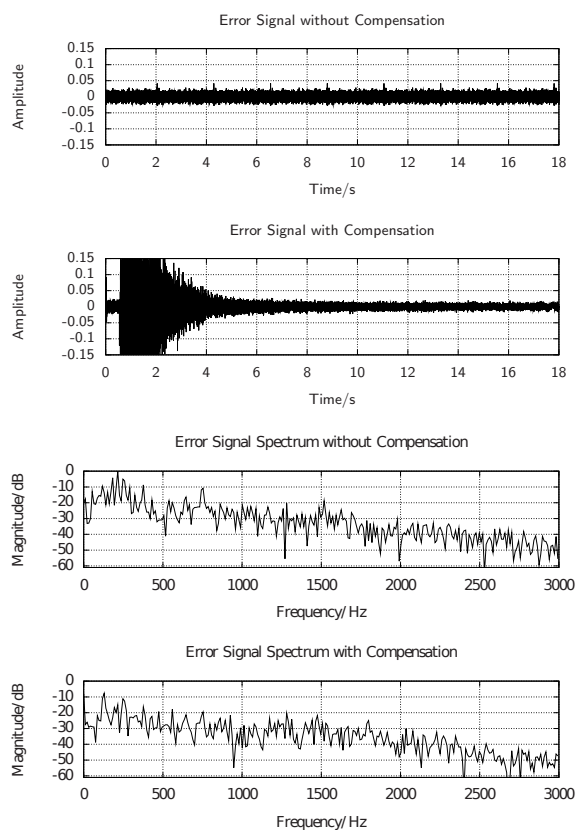 Error Signal without Compensation
Amplitude
0.15
0.1
0.05
0
-0.05
-0.1
-0.15
0 2 4 6 8 10 12 14 16 18
Time/s
Error Signal with Compensation
Amplitude
0.15
0.1
0.05
0
-0.05
-0.1
-0.15
0 2 4 6 8 10 12 14 16 18
Time/s
Error Signal Spectrum without Compensation
Magnitude/dB
0
-10
-20
-30
-40
-50
-60
0 500 1000 1500 2000 2500 3000
Frequency/Hz
Error Signal Spectrum with Compensation
Magnitude/dB
0
-10
-20
-30
-40
-50
-60
0 500 1000 1500 2000 2500 3000
Frequency/Hz